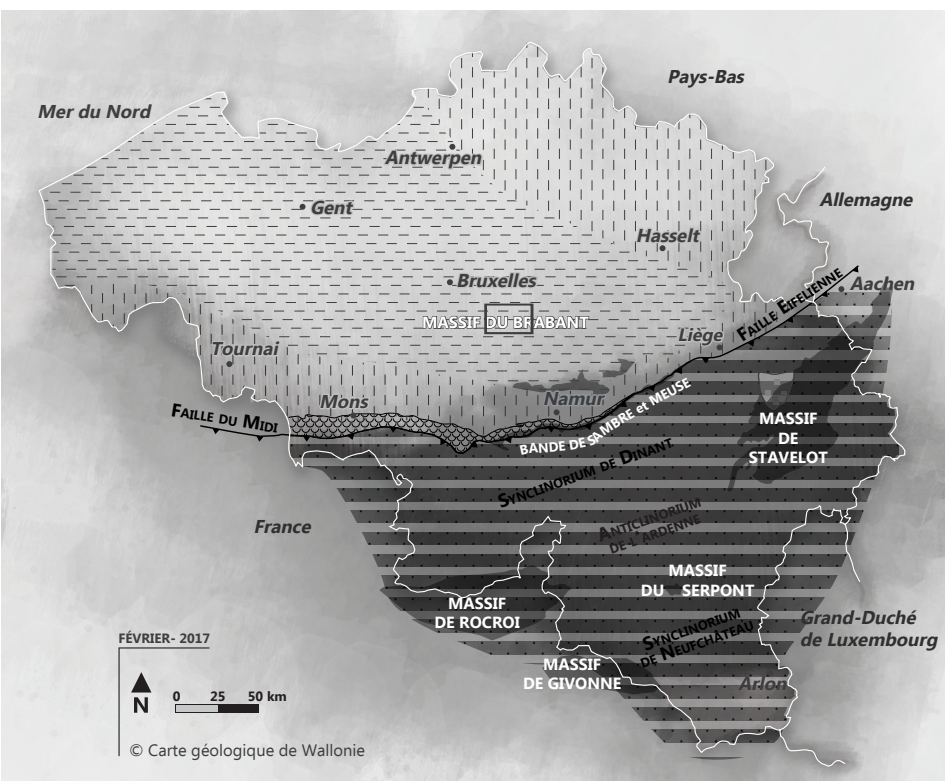 Pays-Bas
Mer du Nord
Antwerpen
Allemagne
Gent
Hasselt
Bruxelles
Aachen
FAILLE EIFELIENNE
MASSIF DU BRABANT
Liège
Tournai
Mons
Namur
FAILLE DU MIDI
BANDE DE SAMBRE et MEUSE
MASSIF
DE
STAVELOT
SYNCLINORIUM DE DINANT
France
ANTICLINORIUM
DE L'ARDENNE
MASSIF
DU SERPONT
MASSIF
DE ROCROI
SYNCLINORIUM
DE NEUFCHÂTEAU
Grand-Duché
de Luxembourg
MASSIF
DE GIVONNE
Arlon
FÉVRIER- 2017
N
0 25 50 km
© Carte géologique de Wallonie